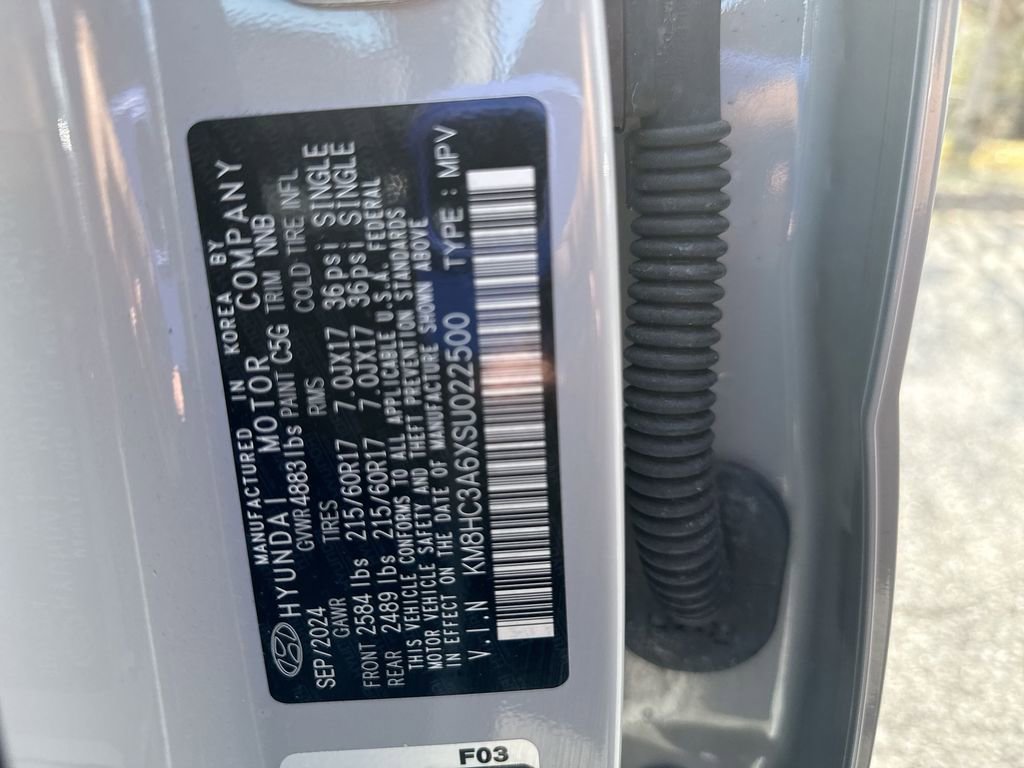 MANUFACTURED IN KOREA BY
HYUNDAI MOTOR COMPANY
SEP/2024 GVWR 4883 lbs PAINT C5G TRIM NNB
GAWR TIRES RIMS COLD TIRE INFL
FRONT 2584 lbs 215/60R17 7.0JX17 36psi SINGLE
REAR 2489 lbs 215/60R17 7.0JX17 36psi SINGLE
THIS VEHICLE CONFORMS TO ALL APPLICABLE U.S.A. FEDERAL
MOTOR VEHICLE SAFETY AND THEFT PREVENTION STANDARDS
IN EFFECT ON THE DATE OF MANUFACTURE SHOWN ABOVE
V.I.N KM8HC3A6XSU022500 TYPE : MPV
F03